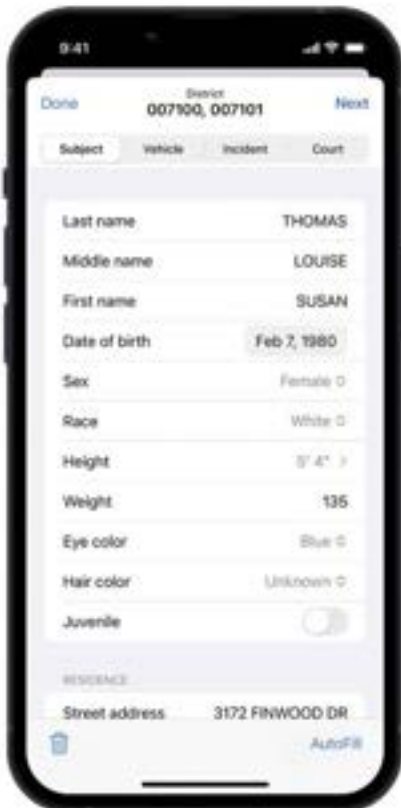 9:41
District
Done 007100, 007101 Next
Subject Vehicle Incident Court
Last name THOMAS
Middle name LOUISE
First name SUSAN
Date of birth Feb 7, 1980
Sex Female
Race White
Height 5' 4"
Weight 135
Eye color Blue
Hair color Unknown
Juvenile
RESIDENCE
Street address 3172 FINWOOD DR
AutoFill